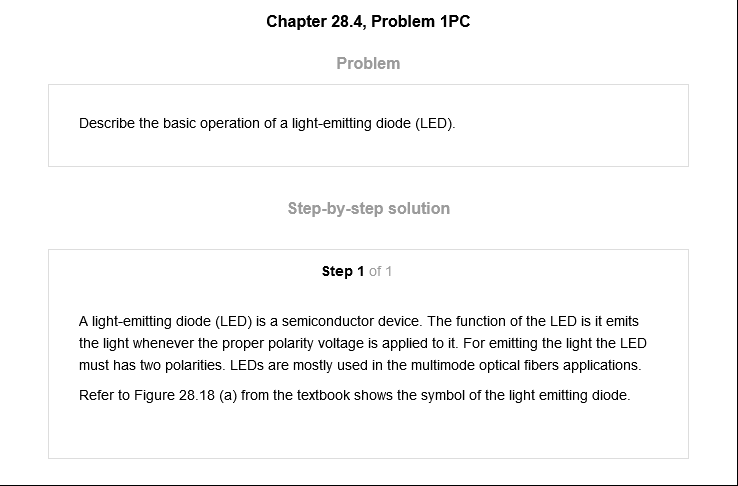 Chapter 28.4, Problem 1PC
Problem
Describe the basic operation of a light-emitting diode (LED).
Step-by-step solution
Step 1 of 1
A light-emitting diode (LED) is a semiconductor device. The function of the LED is it emits
the light whenever the proper polarity voltage is applied to it. For emitting the light the LED
must has two polarities. LEDs are mostly used in the multimode optical fibers applications.
Refer to Figure 28.18 (a) from the textbook shows the symbol of the light emitting diode.